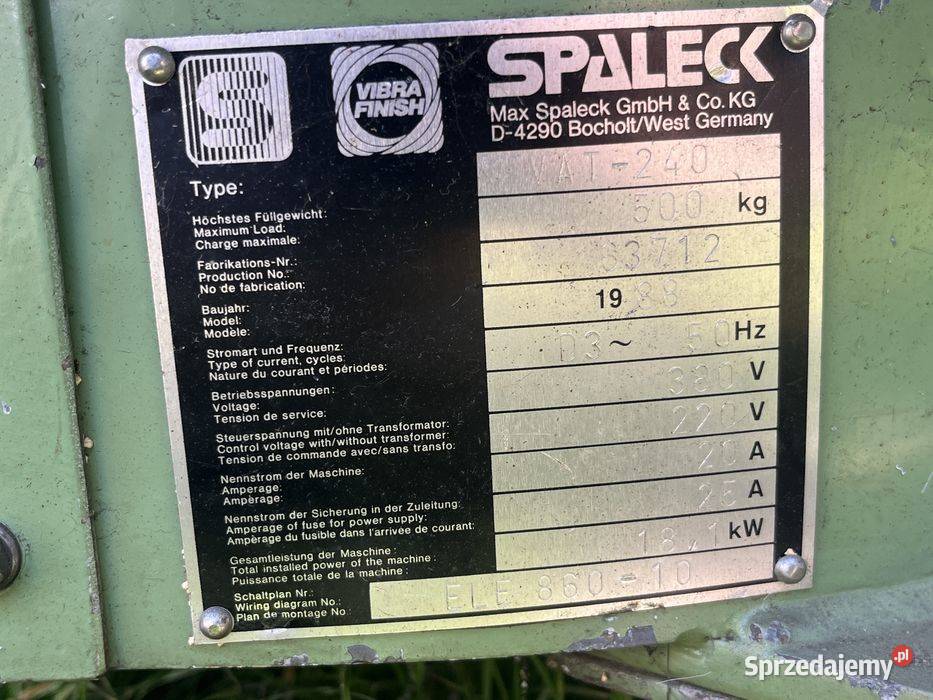 S
VIBRA
FINISH
SPALECK
Max Spaleck GmbH & Co. KG
D-4290 Bocholt/West Germany
Type:
VAT-240
Höchstes Füllgewicht:
Maximum Load:
Charge maximale:
500 kg
Fabrikations-Nr.:
Production No.:
No de fabrication:
Baujahr:
Model:
Modèle:
1988
Stromart und Frequenz:
Type of current, cycles:
Nature du courant et périodes:
D3~ 50 Hz
Betriebsspannungen:
Voltage:
Tension de service:
380 V
Steuerspannung mit/ohne Transformator:
Control voltage with/without transformer:
Tension de commande avec/sans transfo:
220 V
Nennstrom der Maschine:
Amperage:
Ampèrage:
20 A
Nennstrom der Sicherung in der Zuleitung:
Amperage of fuse for power supply:
Ampèrage du fusible dans l'arrivée de courant:
25 A
Gesamtleistung der Maschine:
Total installed power of the machine:
Puissance totale de la machine:
18,1 kW
Schaltplan Nr.:
Wiring diagram No.:
Plan de montage No.:
ELE 860-10
Sprzedajemy.pl